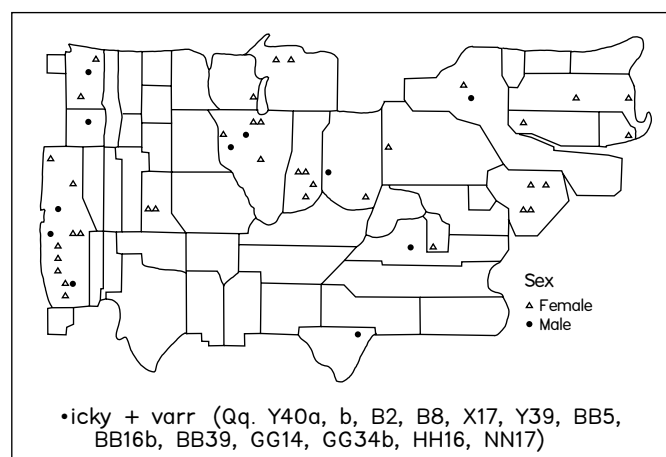 Sex
△ Female
• Male
•icky + varr (Qq. Y40a, b, B2, B8, X17, Y39, BB5,
BB16b, BB39, GG14, GG34b, HH16, NN17)